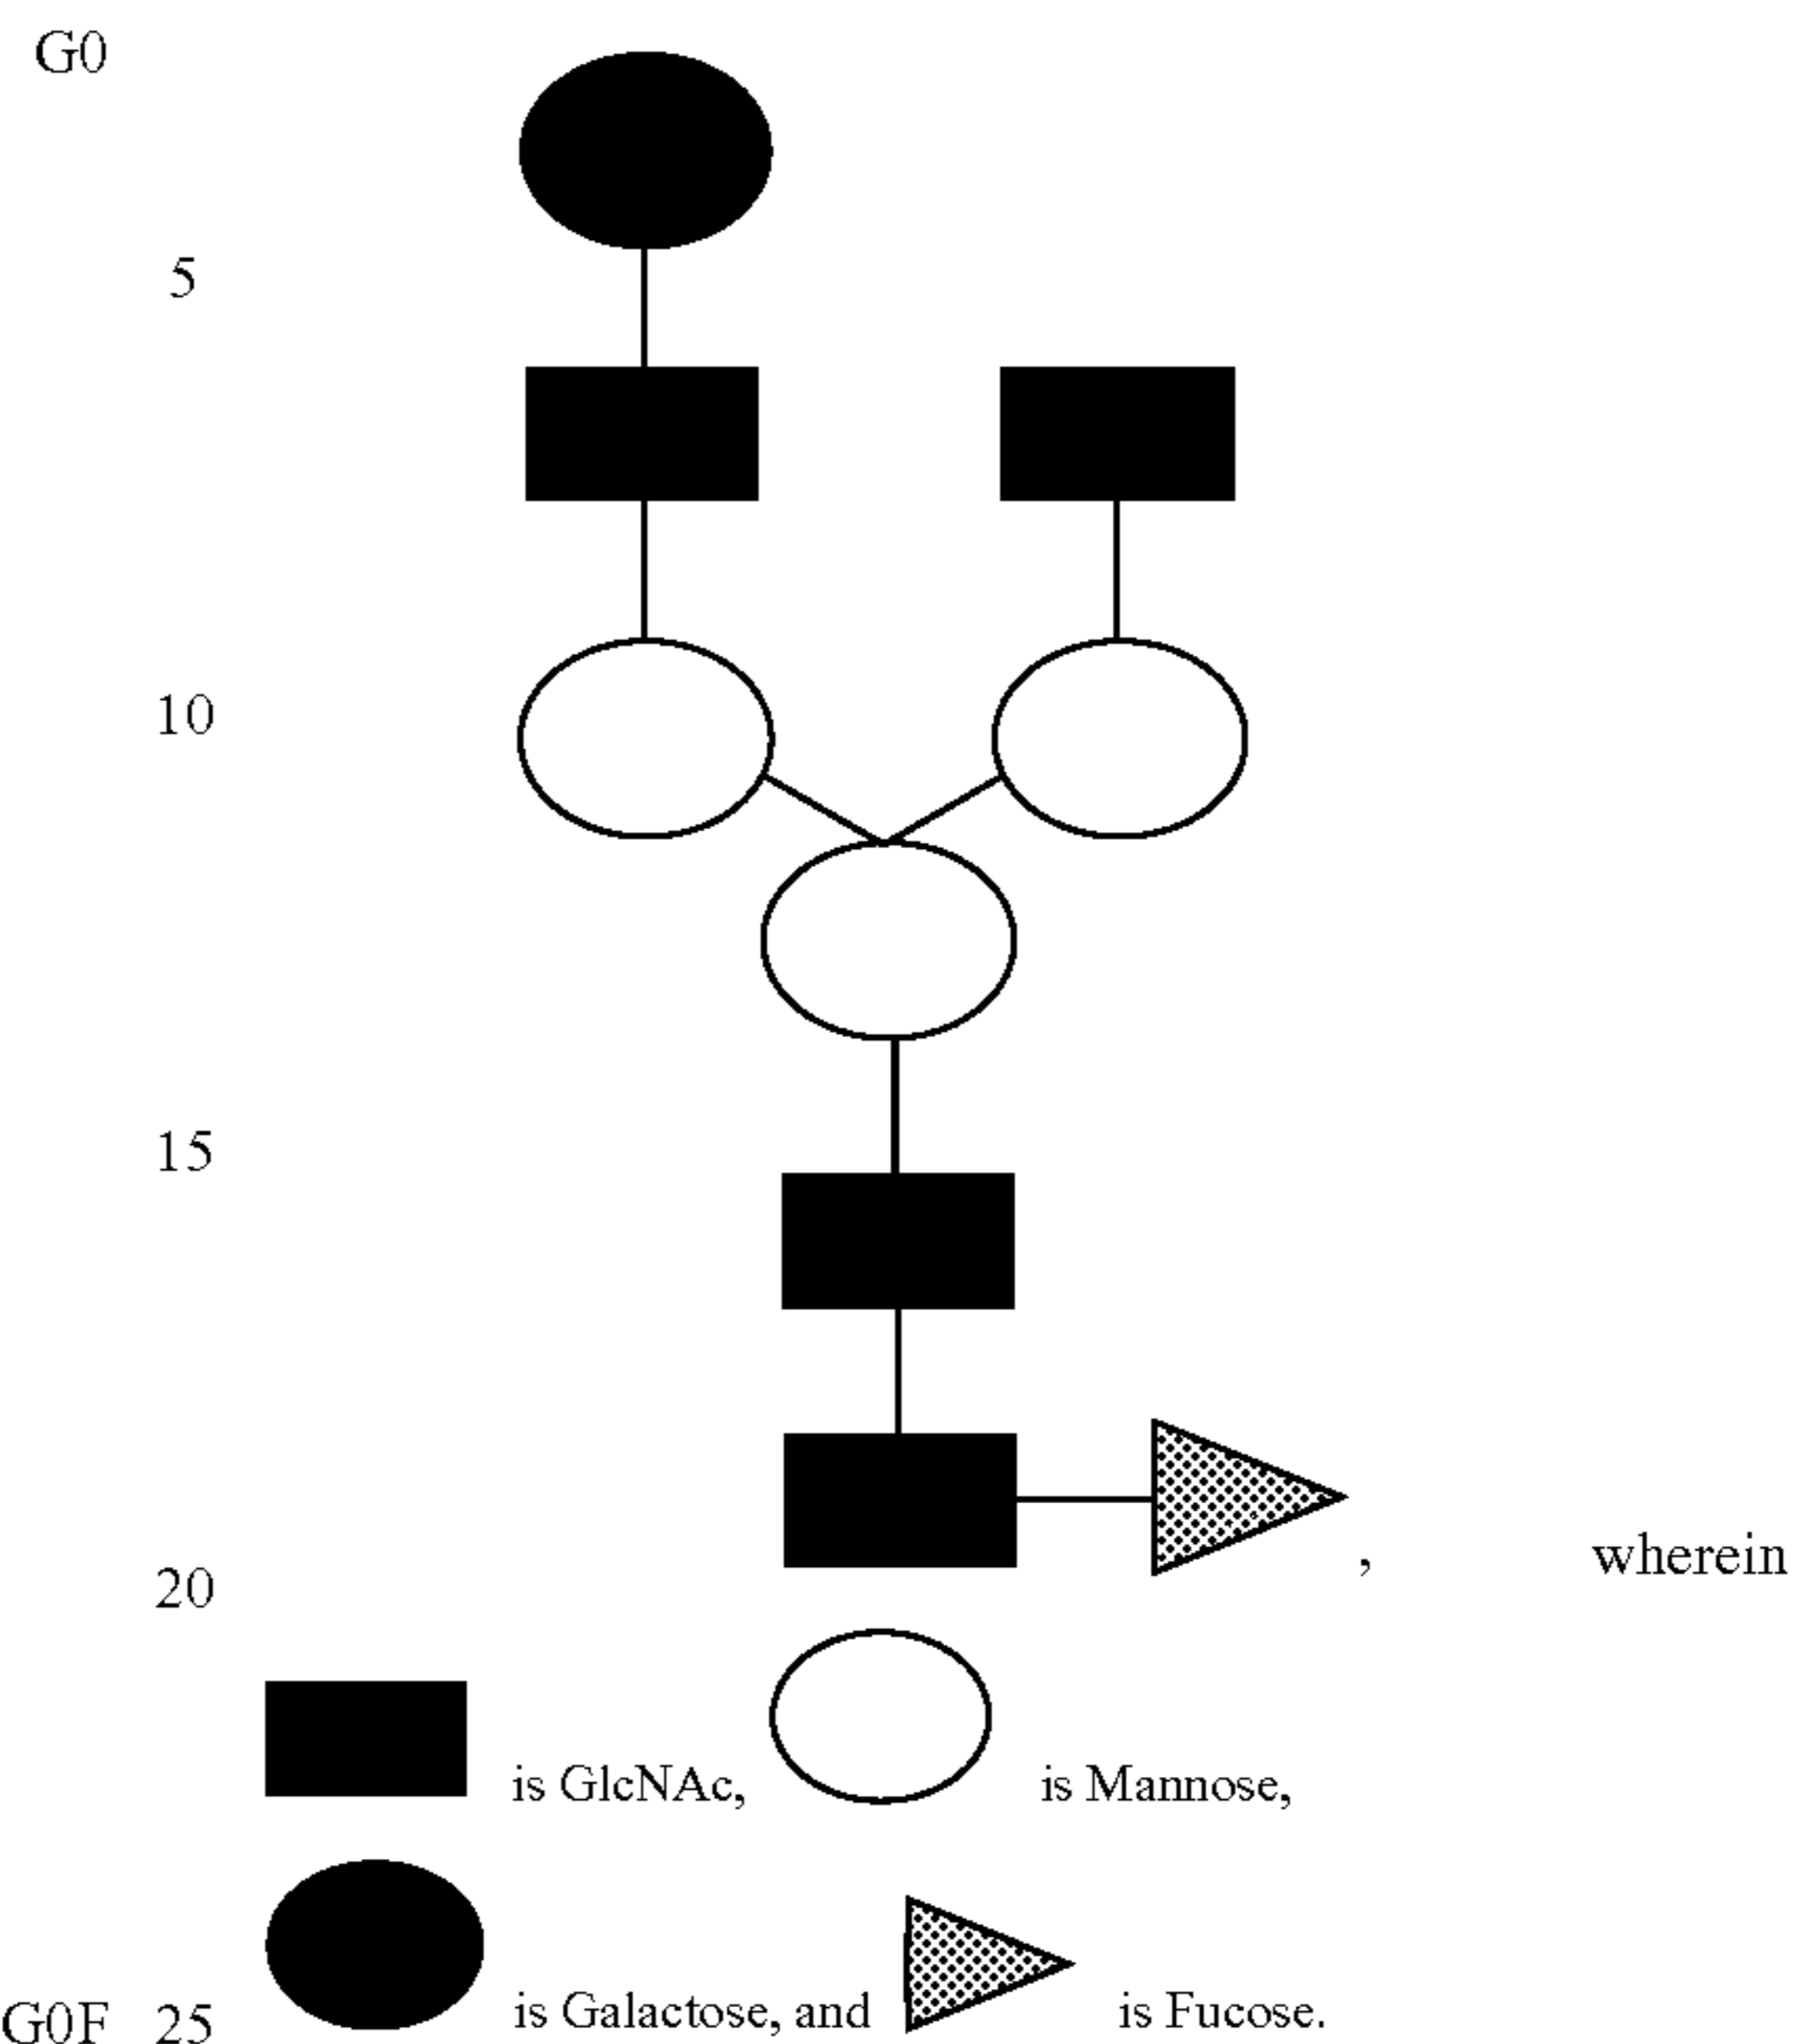 G0
5
10
15
, wherein
20
is GlcNAc, is Mannose,
G0F 25 is Galactose, and is Fucose.